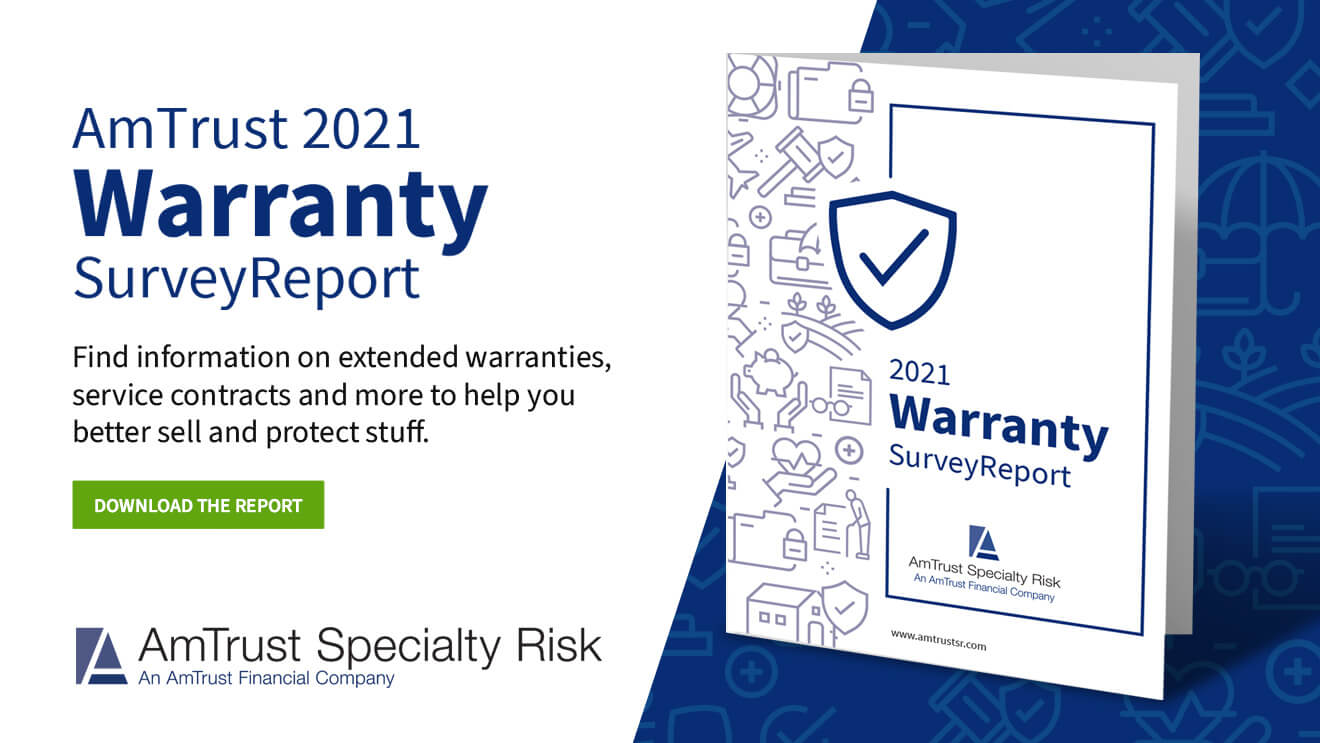 AmTrust 2021
Warranty
SurveyReport
Find information on extended warranties,
service contracts and more to help you
better sell and protect stuff.
DOWNLOAD THE REPORT
AmTrust Specialty Risk
An AmTrust Financial Company
2021
Warranty
SurveyReport
AmTrust Specialty Risk
An AmTrust Financial Company
www.amtrustsr.com